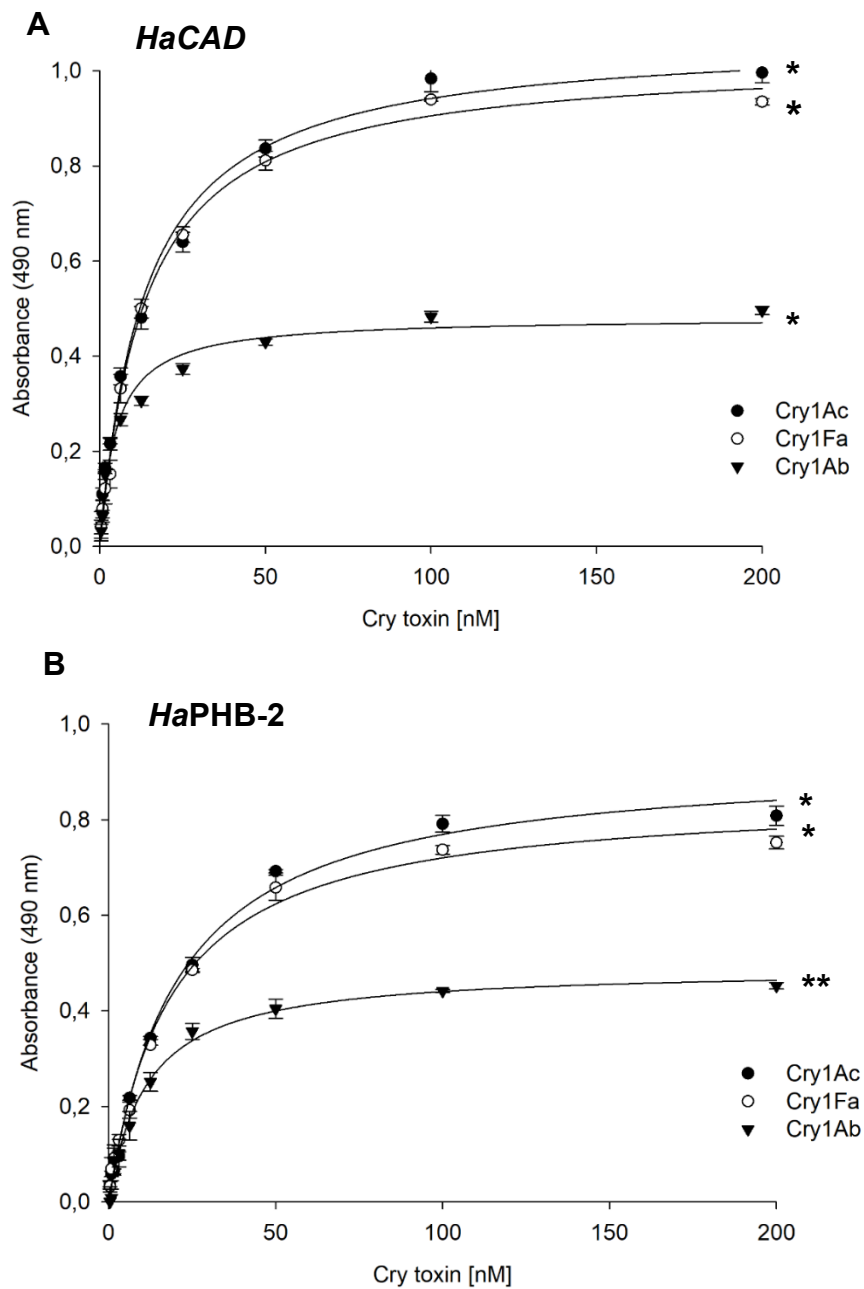 A
HaCAD
1,0
0,8
0,6
0,4
0,2
0,0
Absorbance (490 nm)
*
*
*
Cry1Ac
Cry1Fa
Cry1Ab
0 50 100 150 200
Cry toxin [nM]
B
HaPHB-2
1,0
0,8
0,6
0,4
0,2
0,0
Absorbance (490 nm)
*
*
**
Cry1Ac
Cry1Fa
Cry1Ab
0 50 100 150 200
Cry toxin [nM]